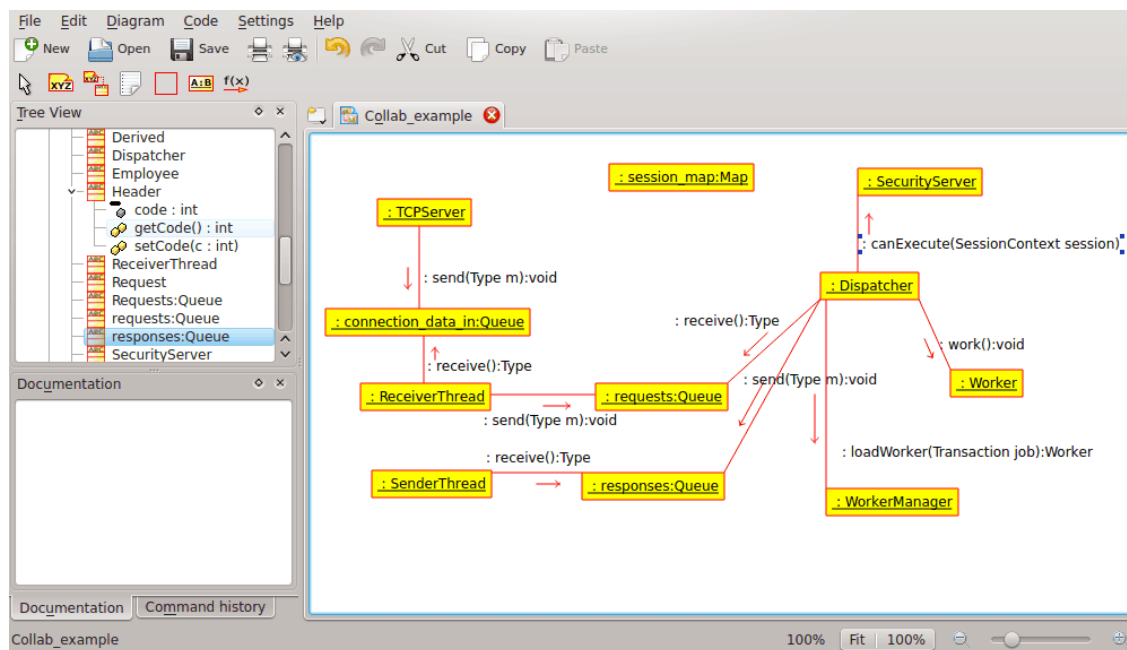 File Edit Diagram Code Settings Help
New Open Save Cut Copy Paste
XYZ XYZ A:B f(x)
Tree View
Collab_example
Derived
Dispatcher
Employee
Header
code : int
getCode() : int
setCode(c : int)
ReceiverThread
Request
Requests:Queue
requests:Queue
responses:Queue
SecurityServer
Documentation
Documentation Command history
: session_map:Map
: SecurityServer
: TCPServer
: canExecute(SessionContext session)
: send(Type m):void
: Dispatcher
: connection_data_in:Queue
: receive():Type
: work():void
: receive():Type
: send(Type m):void
: Worker
: ReceiverThread
: requests:Queue
: send(Type m):void
: loadWorker(Transaction job):Worker
: receive():Type
: SenderThread
: responses:Queue
: WorkerManager
Collab_example
100% Fit 100%